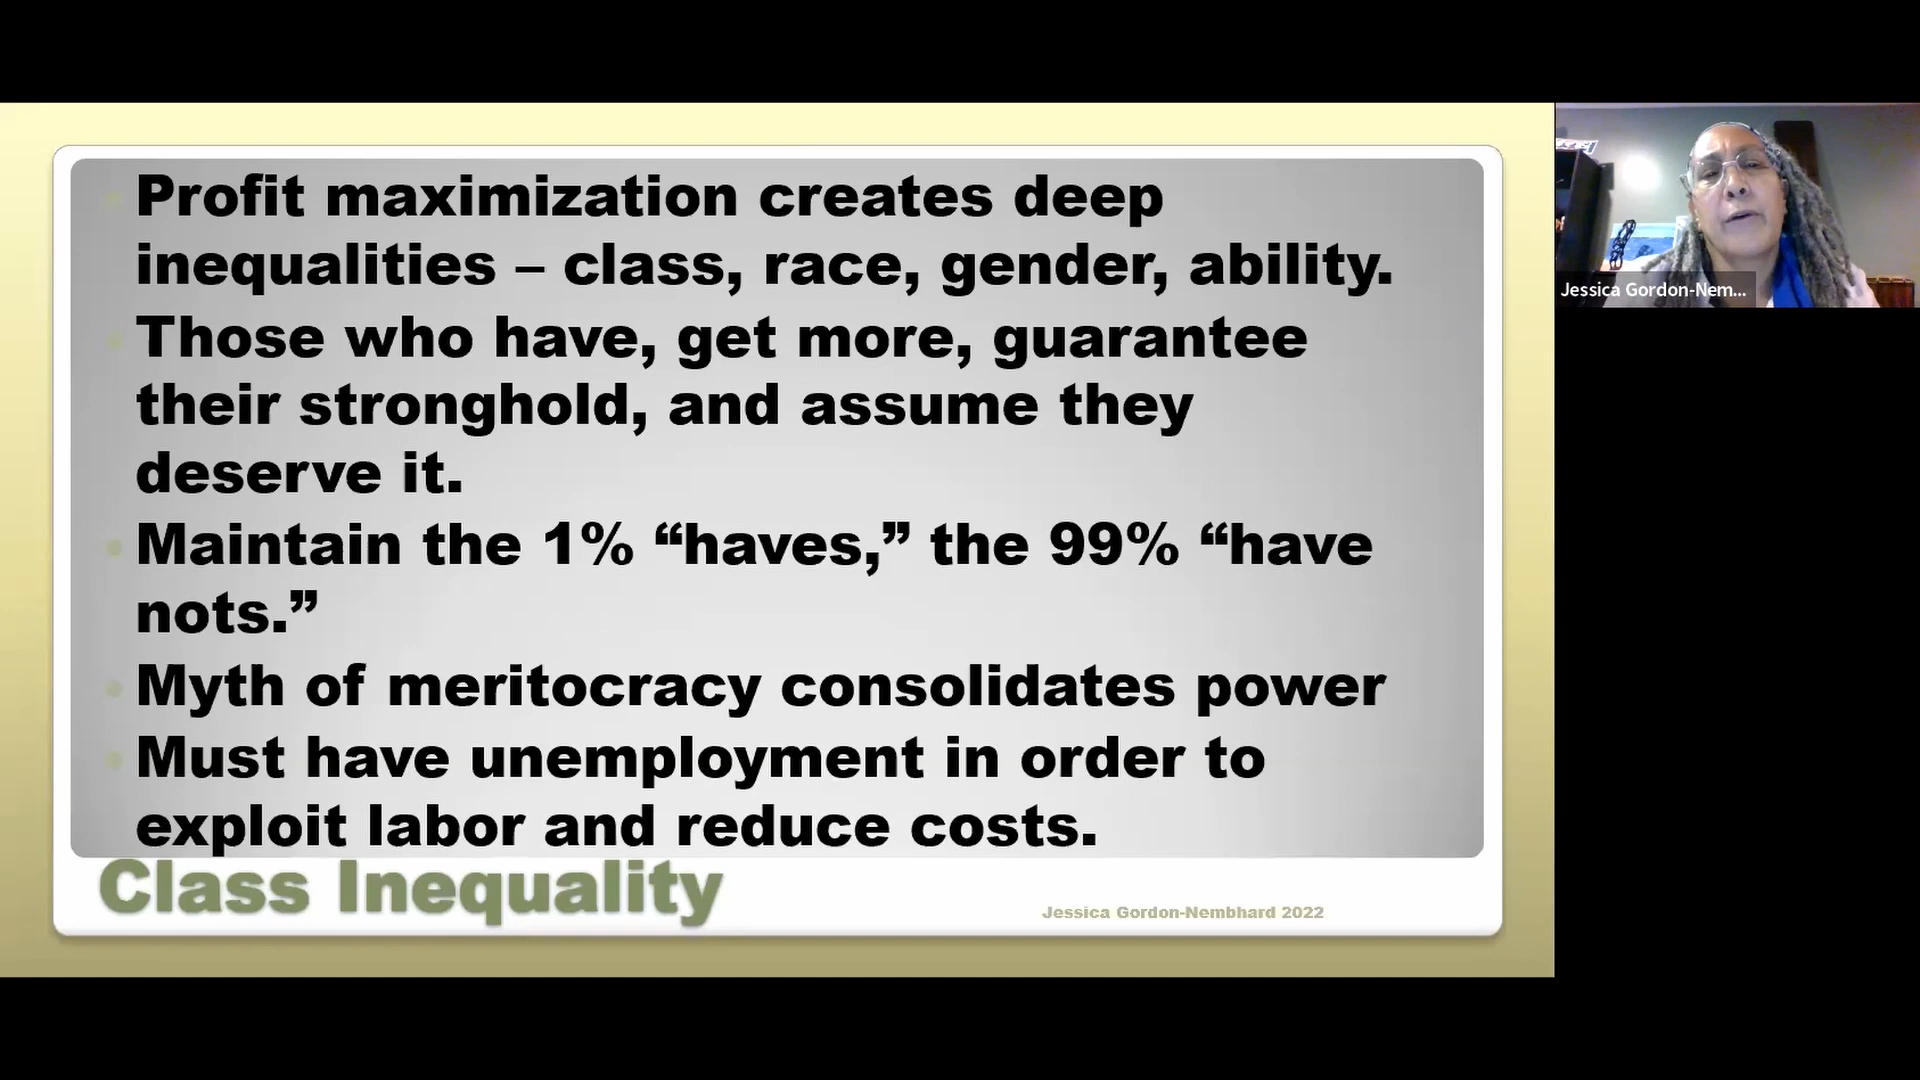 Profit maximization creates deep
inequalities – class, race, gender, ability.
Those who have, get more, guarantee
their stronghold, and assume they
deserve it.
Maintain the 1% “haves,” the 99% “have
nots.”
Myth of meritocracy consolidates power
Must have unemployment in order to
exploit labor and reduce costs.
Class Inequality
Jessica Gordon-Nembhard 2022
Jessica Gordon-Nem...